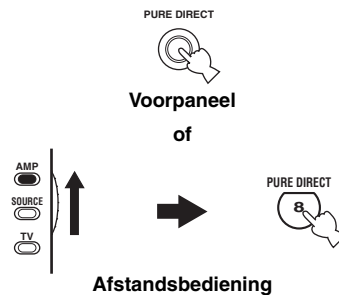 PURE DIRECT
Voorpaneel
of
AMP
SOURCE
TV
PURE DIRECT
8
Afstandsbediening